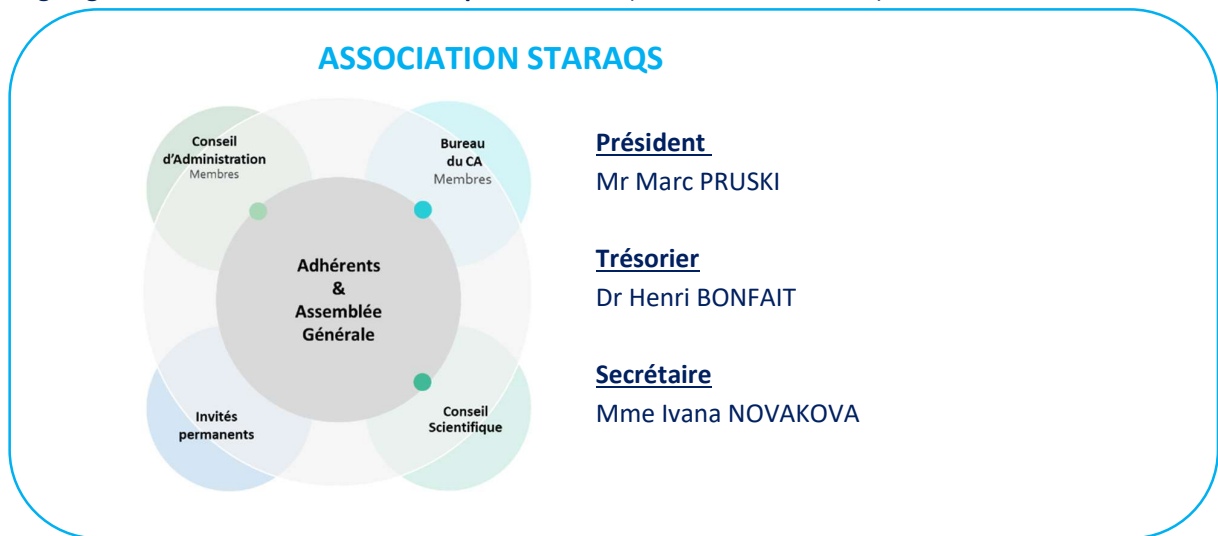 ASSOCIATION STARAQS
Conseil
d'Administration
Membres
Bureau
du CA
Membres
Adhérents
&
Assemblée
Générale
Invités
permanents
Conseil
Scientifique
Président
Mr Marc PRUSKI
Trésorier
Dr Henri BONFAIT
Secrétaire
Mme Ivana NOVAKOVA